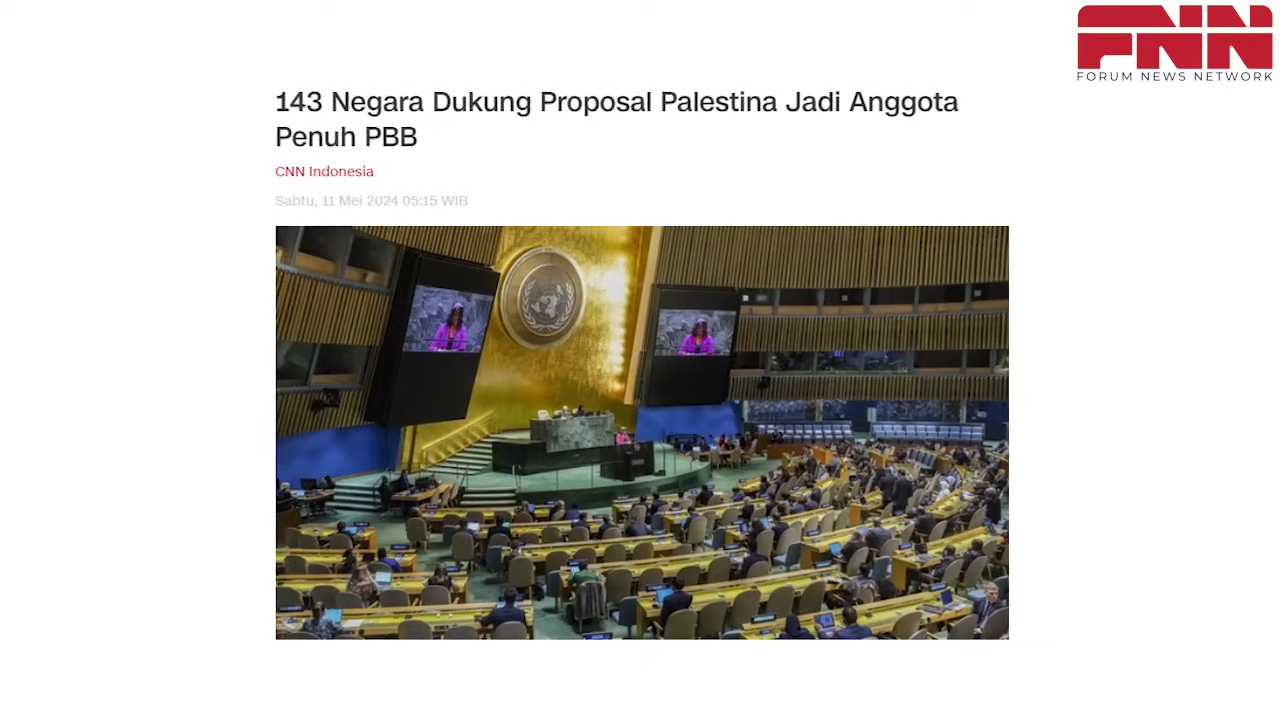 FNN
FORUM NEWS NETWORK
143 Negara Dukung Proposal Palestina Jadi Anggota
Penuh PBB
CNN Indonesia
Sabtu, 11 Mei 2024 05:15 WIB